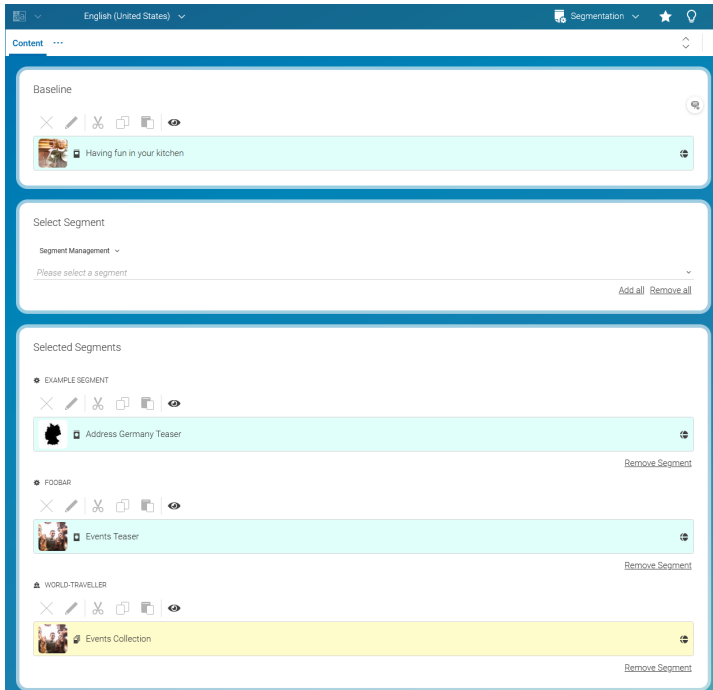 English (United States)
Segmentation
Content
Baseline
Having fun in your kitchen
Select Segment
Segment Management
Please select a segment
Add all Remove all
Selected Segments
EXAMPLE SEGMENT
Address Germany Teaser
Remove Segment
FOOBAR
Events Teaser
Remove Segment
WORLD-TRAVELLER
Events Collection
Remove Segment